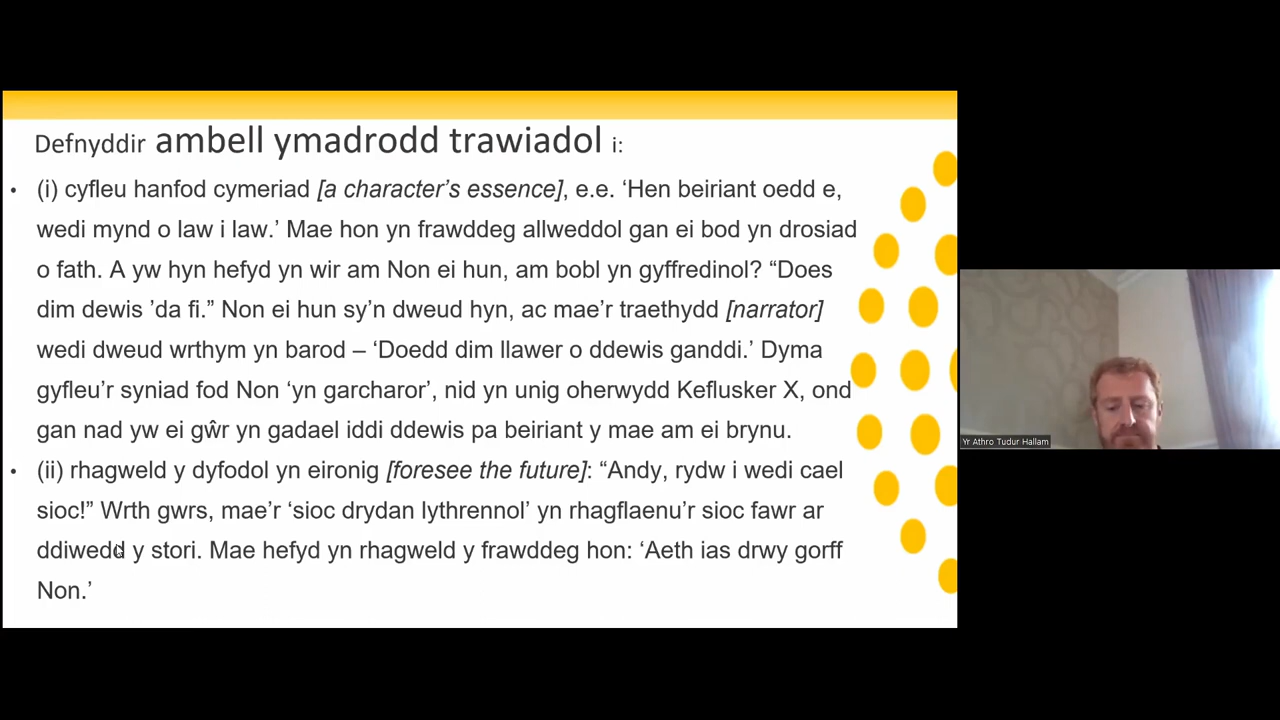 Defnyddir ambell ymadrodd trawiadol i:
• (i) cyfleu hanfod cymeriad [a character’s essence], e.e. ‘Hen beiriant oedd e,
wedi mynd o law i law.’ Mae hon yn frawddeg allweddol gan ei bod yn drosiad
o fath. A yw hyn hefyd yn wir am Non ei hun, am bobl yn gyffredinol? “Does
dim dewis ’da fi.” Non ei hun sy’n dweud hyn, ac mae’r traethydd [narrator]
wedi dweud wrthym yn barod – ‘Doedd dim llawer o ddewis ganddi.’ Dyma
gyfleu’r syniad fod Non ‘yn garcharor’, nid yn unig oherwydd Keflusker X, ond
gan nad yw ei gŵr yn gadael iddi ddewis pa beiriant y mae am ei brynu.
• (ii) rhagweld y dyfodol yn eironig [foresee the future]: “Andy, rydw i wedi cael
sioc!” Wrth gwrs, mae’r ‘sioc drydan lythrennol’ yn rhagflaenu’r sioc fawr ar
ddiwedd y stori. Mae hefyd yn rhagweld y frawddeg hon: ‘Aeth ias drwy gorff
Non.’
Yr Athro Tudur Hallam